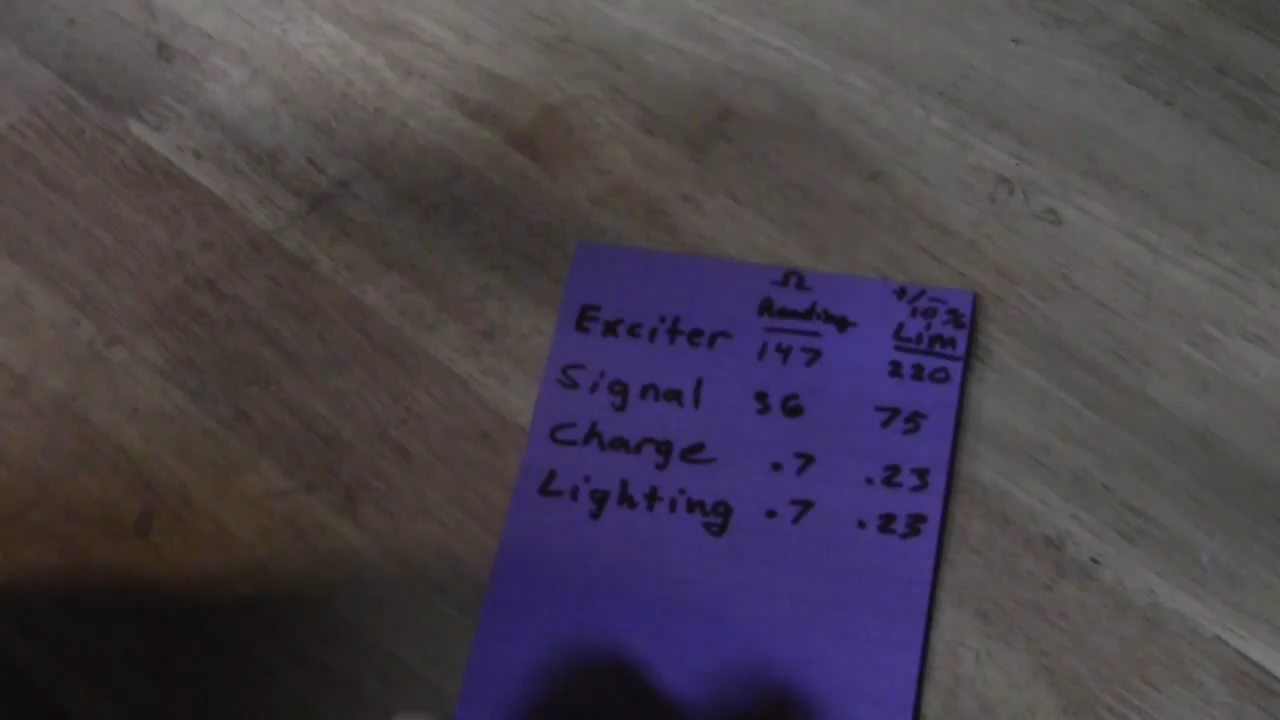 Ω +/-
Reading 10%
Lim
Exciter 147 220
Signal 36 75
Charge .7 .23
Lighting .7 .23